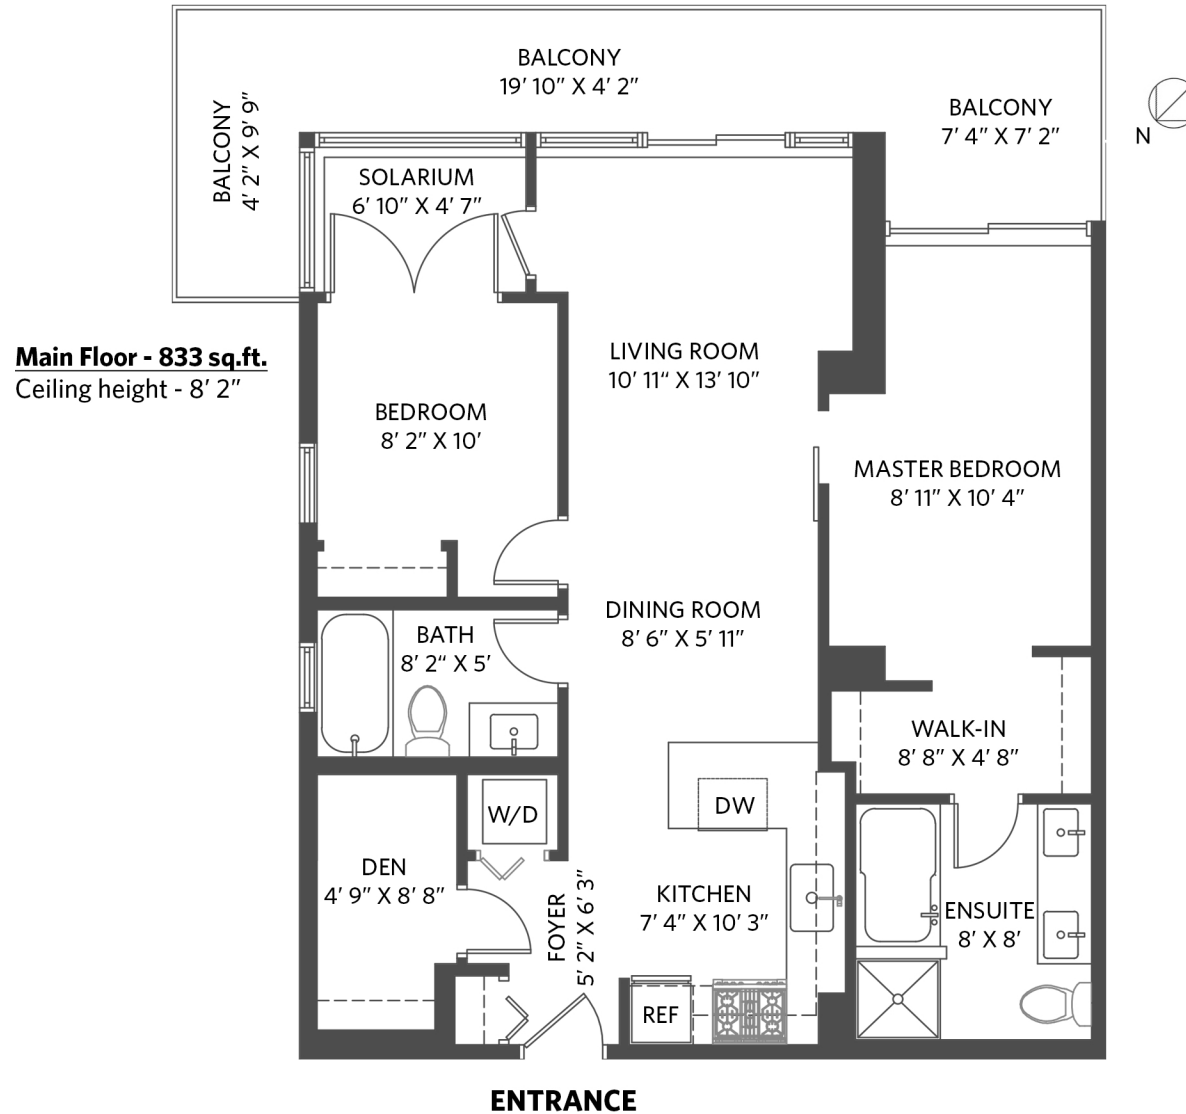 BALCONY
19' 10” X 4' 2”
BALCONY
4' 2” X 9' 9”
BALCONY
7' 4” X 7' 2”
N
SOLARIUM
6' 10” X 4' 7”
Main Floor - 833 sq.ft.
Ceiling height - 8' 2”
LIVING ROOM
10' 11“ X 13' 10”
BEDROOM
8' 2” X 10'
MASTER BEDROOM
8' 11” X 10' 4”
DINING ROOM
8' 6” X 5' 11”
BATH
8' 2“ X 5'
WALK-IN
8' 8” X 4' 8”
W/D
DW
DEN
4' 9” X 8' 8”
FOYER
5' 2” X 6' 3”
KITCHEN
7' 4” X 10' 3”
ENSUITE
8' X 8'
REF
ENTRANCE